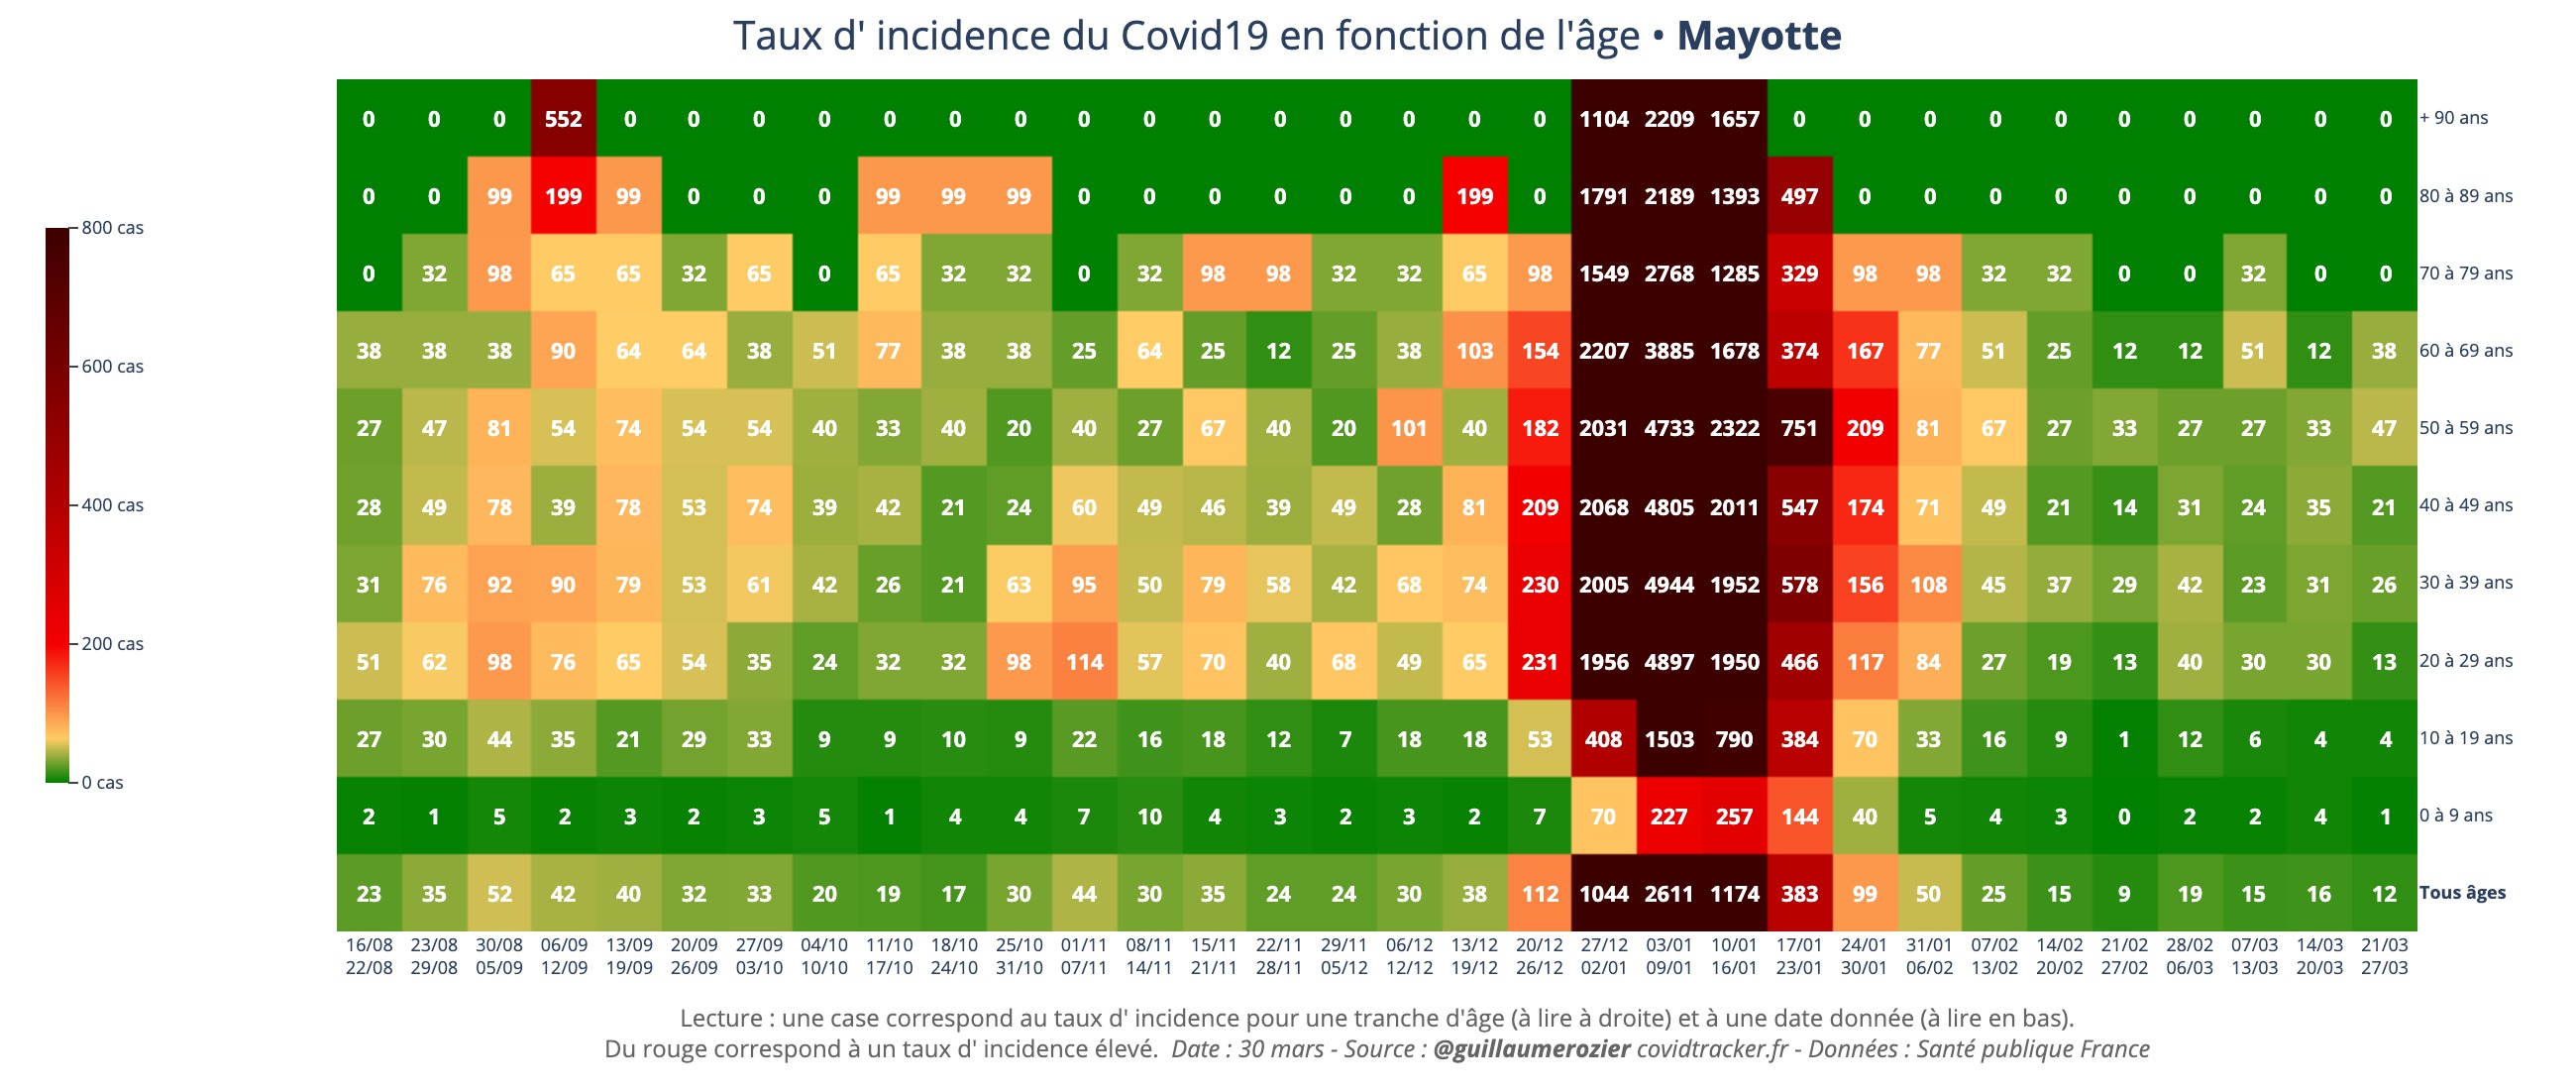 Taux d' incidence du Covid19 en fonction de l'âge • Mayotte
0 0 0 552 0 0 0 0 0 0 0 0 0 0 0 0 0 0 0 1104 2209 1657 0 0 0 0 0 0 0 0 0 0 + 90 ans
0 0 99 199 99 0 0 0 99 99 99 0 0 0 0 0 0 199 0 1791 2189 1393 497 0 0 0 0 0 0 0 0 0 80 à 89 ans
800 cas
0 32 98 65 65 32 65 0 65 32 32 0 32 98 98 32 32 65 98 1549 2768 1285 329 98 98 32 32 0 0 32 0 0 70 à 79 ans
38 38 38 90 64 64 38 51 77 38 38 25 64 25 12 25 38 103 154 2207 3885 1678 374 167 77 51 25 12 12 51 12 38 60 à 69 ans
600 cas
27 47 81 54 74 54 54 40 33 40 20 40 27 67 40 20 101 40 182 2031 4733 2322 751 209 81 67 27 33 27 27 33 47 50 à 59 ans
400 cas
28 49 78 39 78 53 74 39 42 21 24 60 49 46 39 49 28 81 209 2068 4805 2011 547 174 71 49 21 14 31 24 35 21 40 à 49 ans
31 76 92 90 79 53 61 42 26 21 63 95 50 79 58 42 68 74 230 2005 4944 1952 578 156 108 45 37 29 42 23 31 26 30 à 39 ans
200 cas
51 62 98 76 65 54 35 24 32 32 98 114 57 70 40 68 49 65 231 1956 4897 1950 466 117 84 27 19 13 40 30 30 13 20 à 29 ans
27 30 44 35 21 29 33 9 9 10 9 22 16 18 12 7 18 18 53 408 1503 790 384 70 33 16 9 1 12 6 4 4 10 à 19 ans
0 cas
2 1 5 2 3 2 3 5 1 4 4 7 10 4 3 2 3 2 7 70 227 257 144 40 5 4 3 0 2 2 4 1 0 à 9 ans
23 35 52 42 40 32 33 20 19 17 30 44 30 35 24 24 30 38 112 1044 2611 1174 383 99 50 25 15 9 19 15 16 12 Tous âges
16/08 23/08 30/08 06/09 13/09 20/09 27/09 04/10 11/10 18/10 25/10 01/11 08/11 15/11 22/11 29/11 06/12 13/12 20/12 27/12 03/01 10/01 17/01 24/01 31/01 07/02 14/02 21/02 28/02 07/03 14/03 21/03
22/08 29/08 05/09 12/09 19/09 26/09 03/10 10/10 17/10 24/10 31/10 07/11 14/11 21/11 28/11 05/12 12/12 19/12 26/12 02/01 09/01 16/01 23/01 30/01 06/02 13/02 20/02 27/02 06/03 13/03 20/03 27/03
Lecture : une case correspond au taux d' incidence pour une tranche d'âge (à lire à droite) et à une date donnée (à lire en bas).
Du rouge correspond à un taux d' incidence élevé. Date : 30 mars - Source : @guillaumerozier covidtracker.fr - Données : Santé publique France